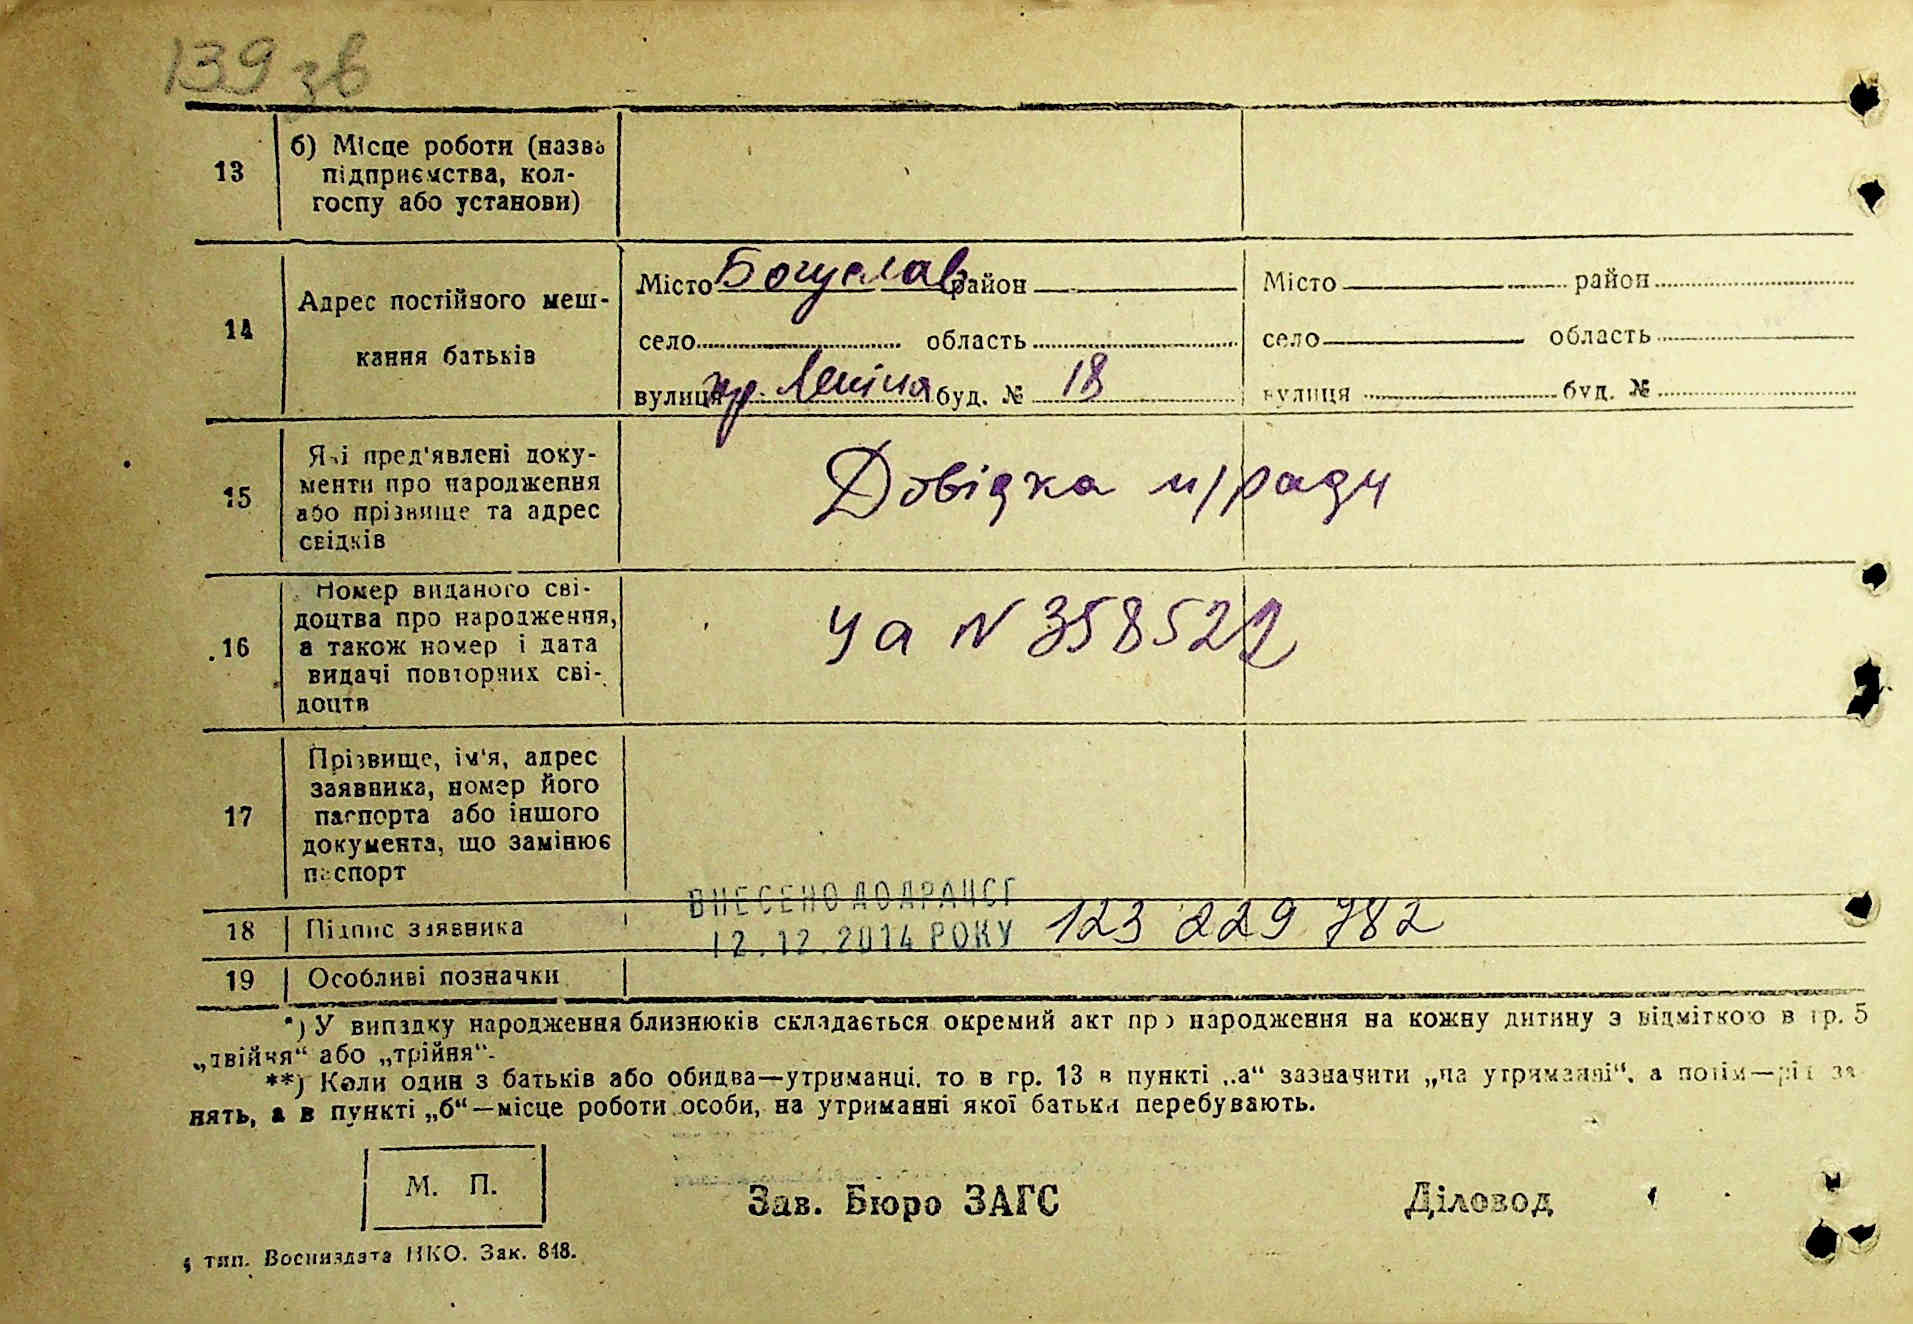 139 зв
13
б) Місце роботи (назва
підприємства, кол-
госпу або установи)
14
Адрес постійного меш-
кання батьків
Місто Богуслав район
село область
вулиця пр. Леніна буд. № 18
Місто район
село область
вулиця буд. №
15
Які пред'явлені доку-
менти про народження
або прізвище та адрес
свідків
Довідка м/ради
16
Номер виданого сві-
доцтва про народження,
а також номер і дата
видачі повторних сві-
доцтв
Уа N 358522
17
Прізвище, ім'я, адрес
заявника, номер його
паспорта або іншого
документа, що замінює
паспорт
18
Підпис заявника
ВНЕСЕНО ДО ДРАЦСГ
12.12.2014 РОКУ 123 229 782
19
Особливі позначки
*) У випадку народження близнюків складається окремий акт про народження на кожну дитину з відміткою в гр. 5
„двійня“ або „трійня“.
**) Коли один з батьків або обидва—утриманці, то в гр. 13 в пункті „а“ зазначити „на утриманні“, а потім—рід за
нять, а в пункті „б“—місце роботи особи, на утриманні якої батьки перебувають.
М. П.
Зав. Бюро ЗАГС
Діловод
тип. Воениздата НКО. Зак. 848.